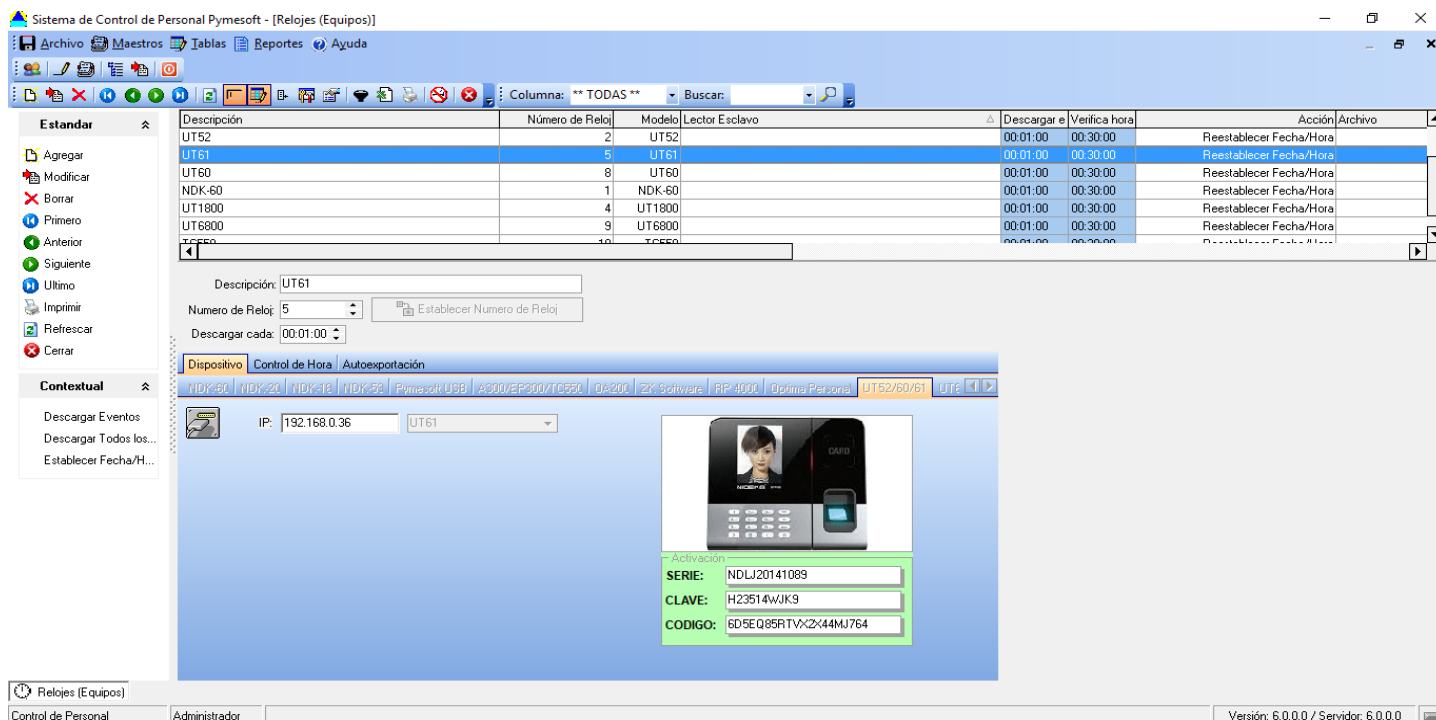 Sistema de Control de Personal Pymesoft - [Relojes (Equipos)]
Archivo Maestros Tablas Reportes Ayuda
Columna: ** TODAS ** Buscar:
Estandar
Agregar
Modificar
Borrar
Primero
Anterior
Siguiente
Ultimo
Imprimir
Refrescar
Cerrar
Contextual
Descargar Eventos
Descargar Todos los...
Establecer Fecha/H...
Descripción Número de Reloj Modelo Lector Esclavo Descargar e Verifica hora Acción Archivo
UT52 2 UT52 00:01:00 00:30:00 Reestablecer Fecha/Hora
UT61 5 UT61 00:01:00 00:30:00 Reestablecer Fecha/Hora
UT60 8 UT60 00:01:00 00:30:00 Reestablecer Fecha/Hora
NDK-60 1 NDK-60 00:01:00 00:30:00 Reestablecer Fecha/Hora
UT1800 4 UT1800 00:01:00 00:30:00 Reestablecer Fecha/Hora
UT6800 9 UT6800 00:01:00 00:30:00 Reestablecer Fecha/Hora
Descripción: UT61
Numero de Reloj: 5 Establecer Numero de Reloj
Descargar cada: 00:01:00
Dispositivo Control de Hora Autoexportación
NDK-60 NDK-20 NDK-18 NDK-53 Pymesoft USB A300/EP300/TC550 OA200 ZK Software RIP 4000 Optima Personal UT52/60/61
IP: 192.168.0.36 UT61
CARD
Activación
SERIE: NDLJ20141089
CLAVE: H23514WJK9
CODIGO: 6D5EQ85RTVX2X44MJ764
Relojes (Equipos)
Control de Personal Administrador Versión: 6.0.0.0 / Servidor: 6.0.0.0